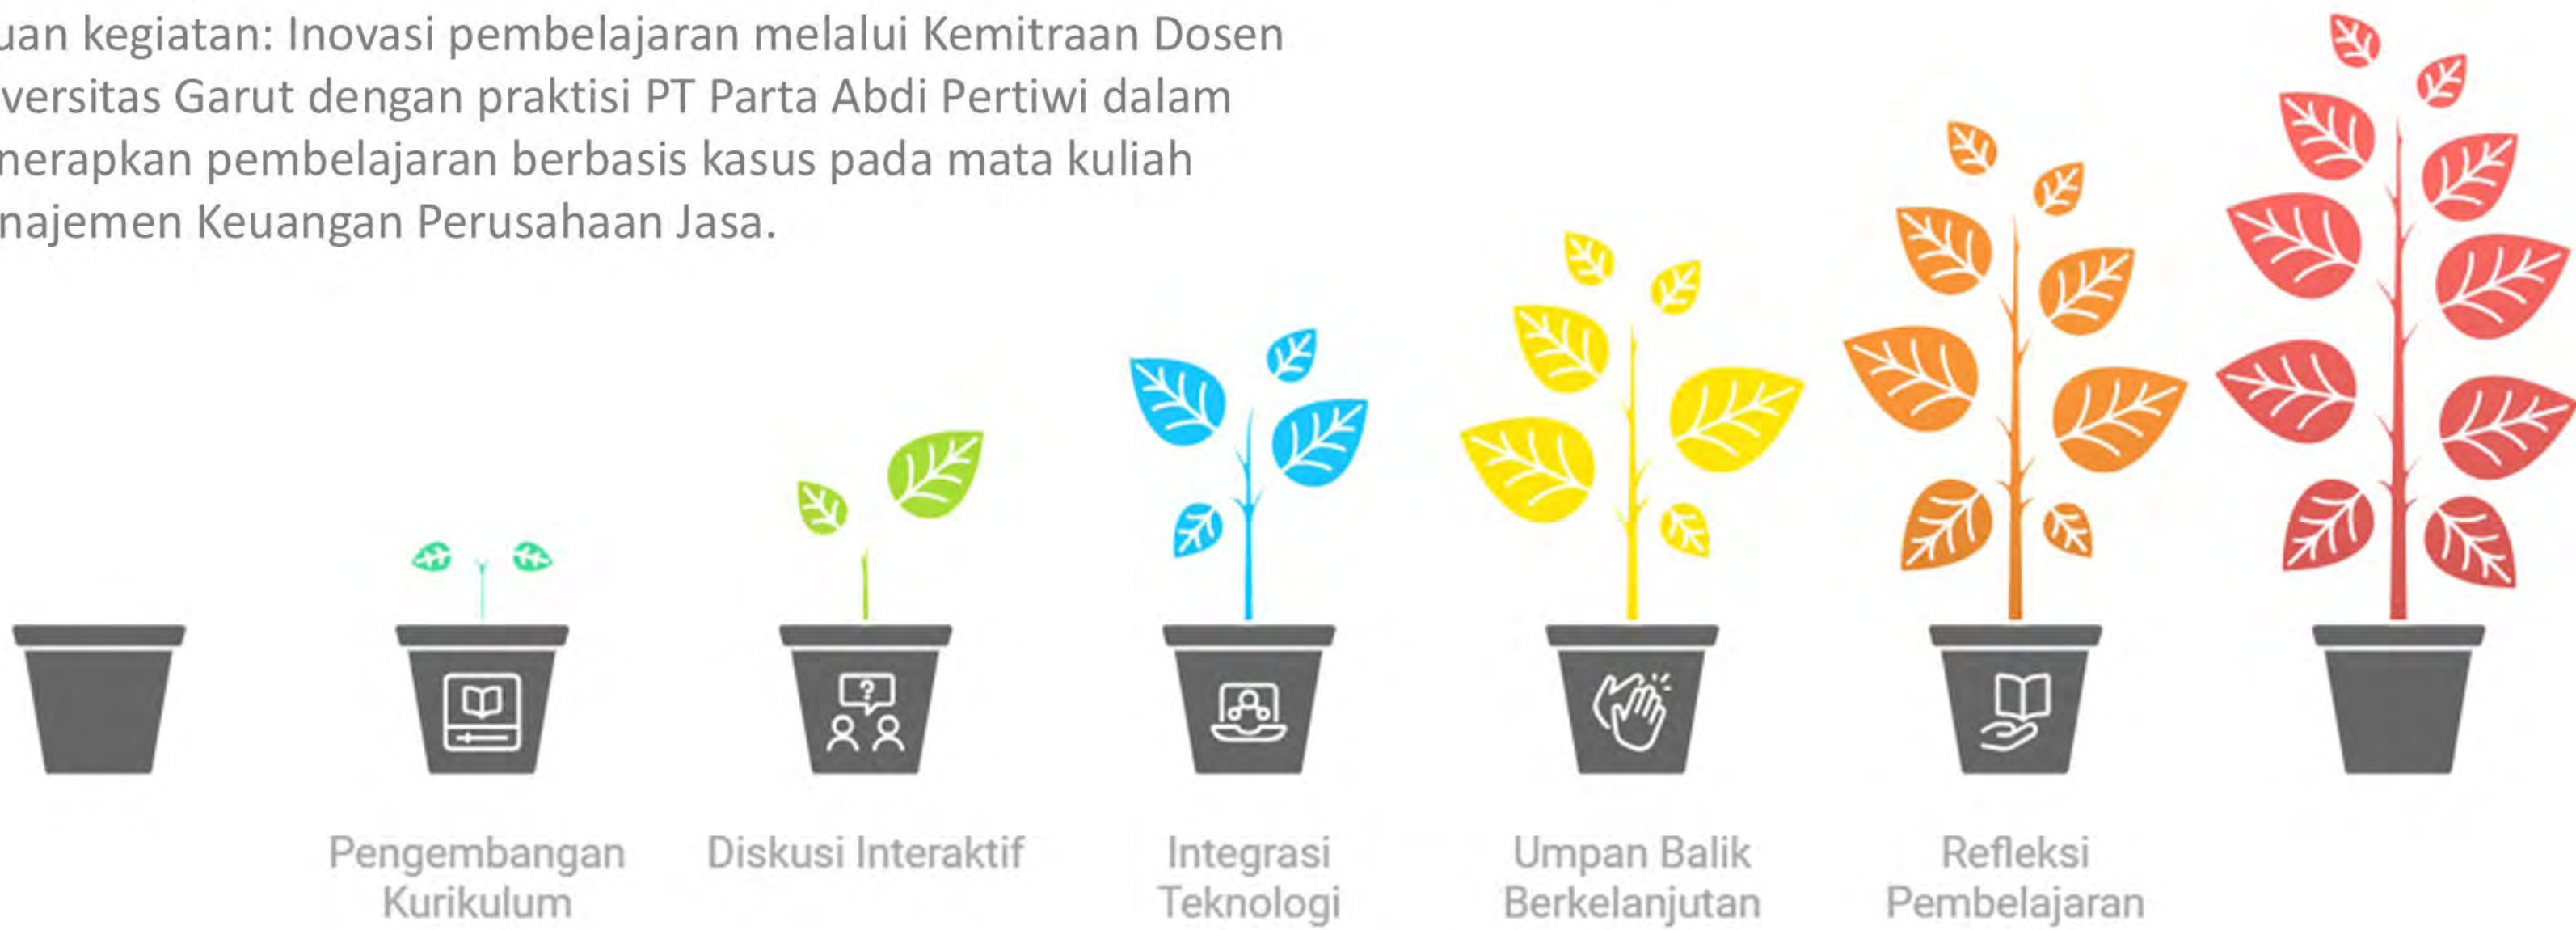 uan kegiatan: Inovasi pembelajaran melalui Kemitraan Dosen
versitas Garut dengan praktisi PT Parta Abdi Pertiwi dalam
nerapkan pembelajaran berbasis kasus pada mata kuliah
najemen Keuangan Perusahaan Jasa.
?
Pengembangan
Kurikulum
Diskusi Interaktif
Integrasi
Teknologi
Umpan Balik
Berkelanjutan
Refleksi
Pembelajaran